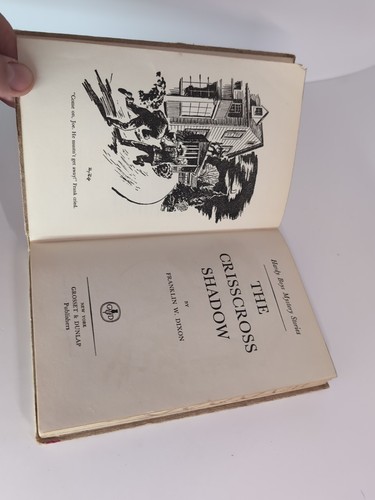 "Come on, Joe. He mustn't get away!" Frank cried.
Hardy Boys Mystery Stories
THE
CRISSCROSS
SHADOW
BY
FRANKLIN W. DIXON
NEW YORK
GROSSET & DUNLAP
Publishers